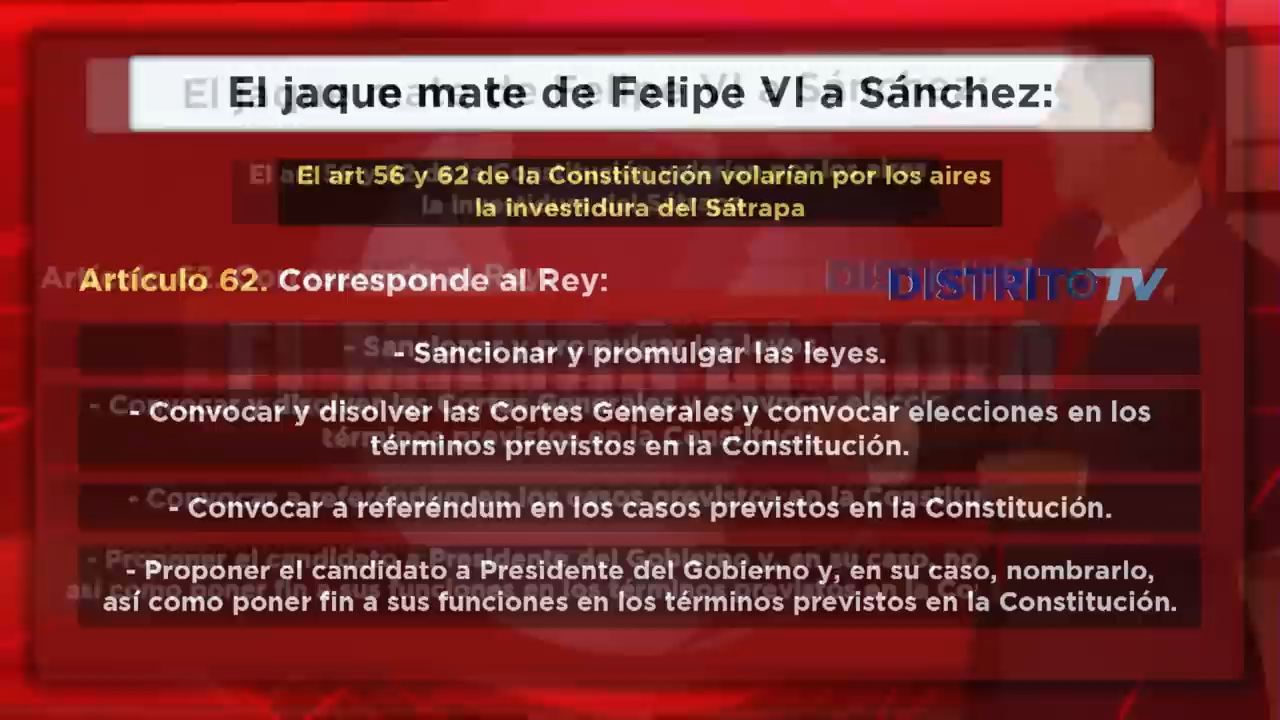 El jaque mate de Felipe VI a Sánchez:
El art 56 y 62 de la Constitución volarían por los aires
la investidura del Sátrapa
Artículo 62. Corresponde al Rey:
DISTRITOTV
- Sancionar y promulgar las leyes.
- Convocar y disolver las Cortes Generales y convocar elecciones en los
términos previstos en la Constitución.
- Convocar a referéndum en los casos previstos en la Constitución.
- Proponer el candidato a Presidente del Gobierno y, en su caso, nombrarlo,
así como poner fin a sus funciones en los términos previstos en la Constitución.